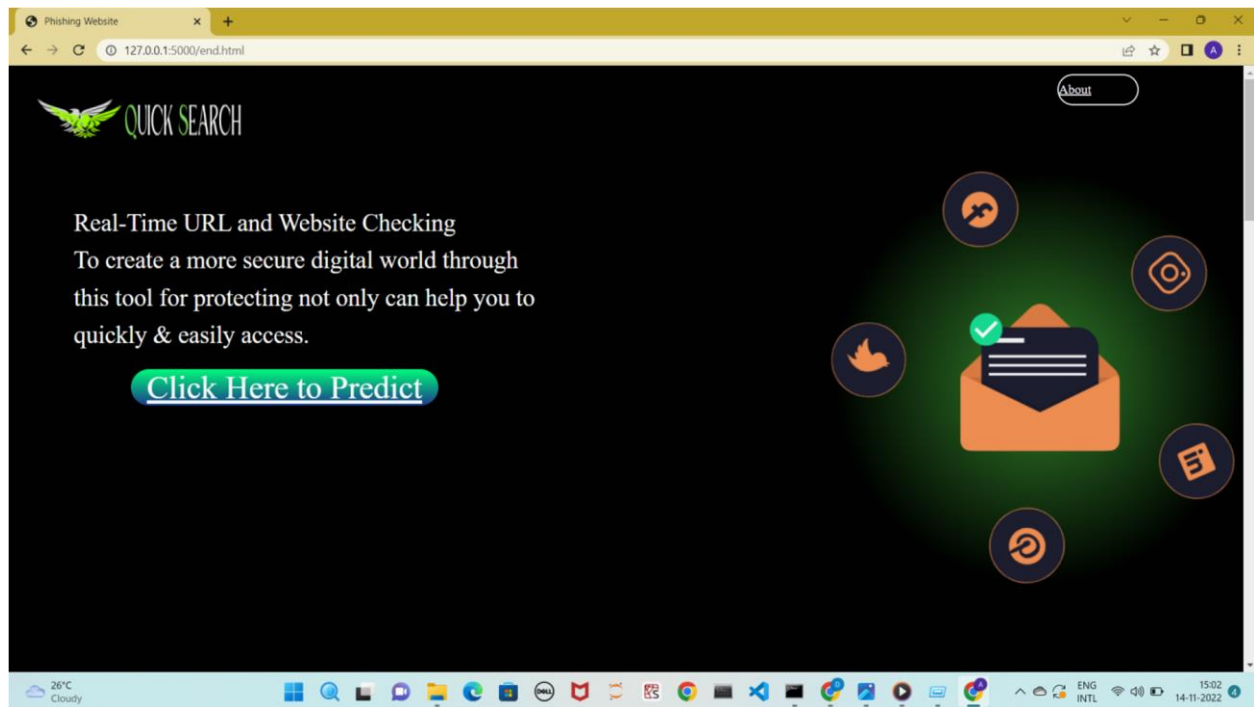 Phishing Website
127.0.0.1:5000/end.html
A
About
QUICK SEARCH
Real-Time URL and Website Checking
To create a more secure digital world through
this tool for protecting not only can help you to
quickly & easily access.
Click Here to Predict
26°C
Cloudy
DELL
D
A
ENG
INTL
15:02
14-11-2022
4